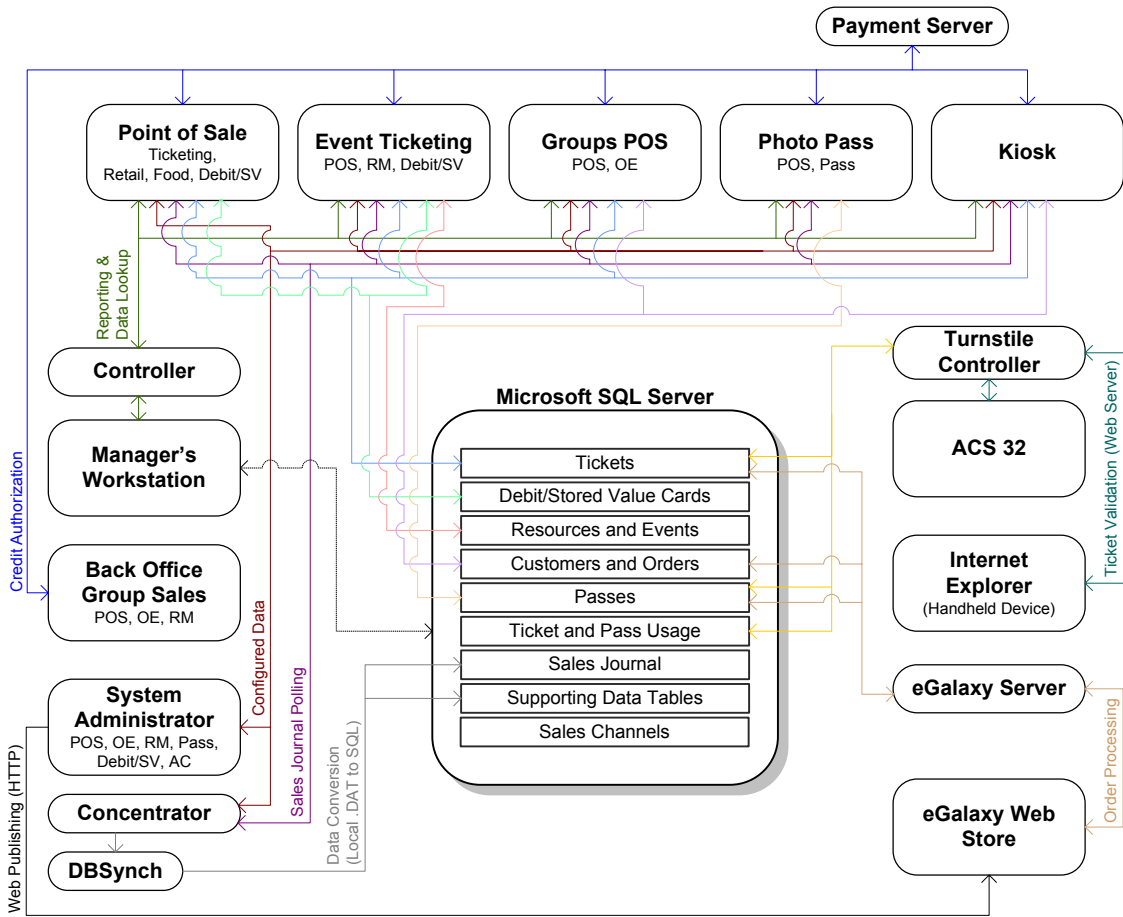 Payment Server
Point of Sale
Ticketing,
Retail, Food, Debit/SV
Event Ticketing
POS, RM, Debit/SV
Groups POS
POS, OE
Photo Pass
POS, Pass
Kiosk
Reporting &
Data Lookup
Controller
Manager's
Workstation
Credit Authorization
Back Office
Group Sales
POS, OE, RM
Configured Data
System
Administrator
POS, OE, RM, Pass,
Debit/SV, AC
Sales Journal Polling
Concentrator
DBSynch
Web Publishing (HTTP)
Data Conversion
(Local .DAT to SQL)
Microsoft SQL Server
Tickets
Debit/Stored Value Cards
Resources and Events
Customers and Orders
Passes
Ticket and Pass Usage
Sales Journal
Supporting Data Tables
Sales Channels
Turnstile
Controller
ACS 32
Ticket Validation (Web Server)
Internet
Explorer
(Handheld Device)
eGalaxy Server
Order Processing
eGalaxy Web
Store